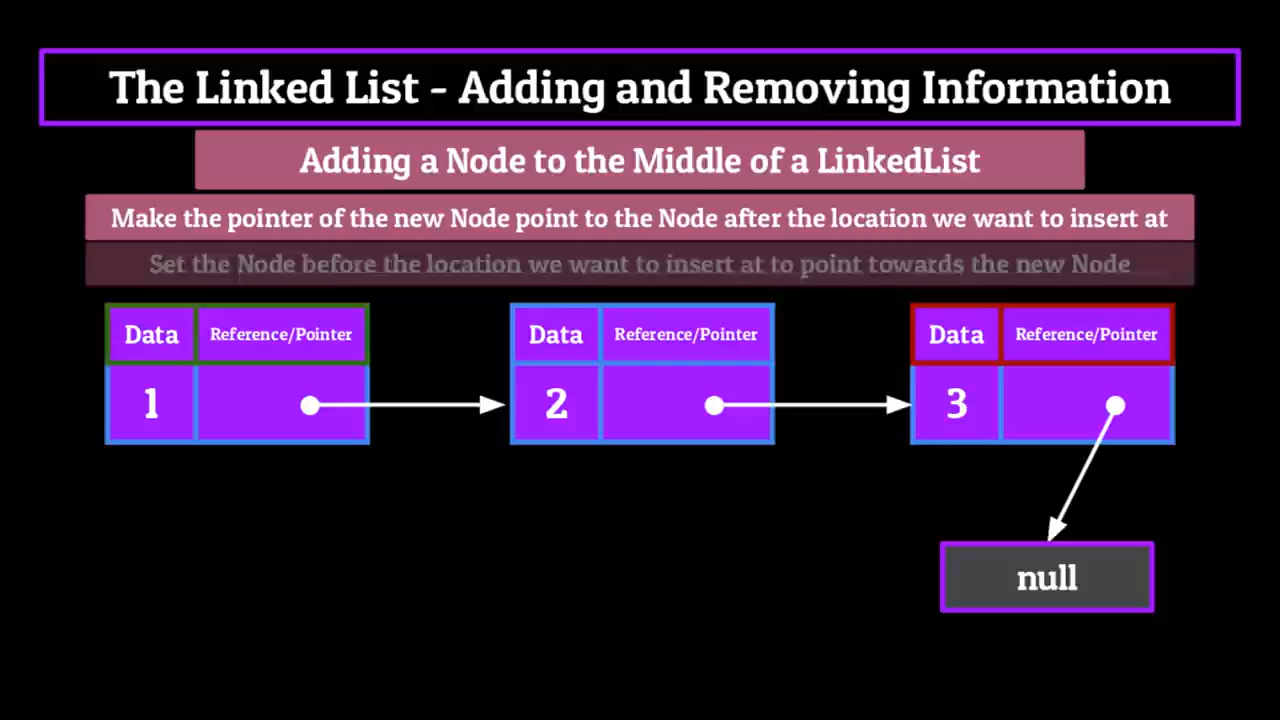 The Linked List - Adding and Removing Information
Adding a Node to the Middle of a LinkedList
Make the pointer of the new Node point to the Node after the location we want to insert at
Set the Node before the location we want to insert at to point towards the new Node
Data Reference/Pointer Data Reference/Pointer Data Reference/Pointer
1 2 3
null